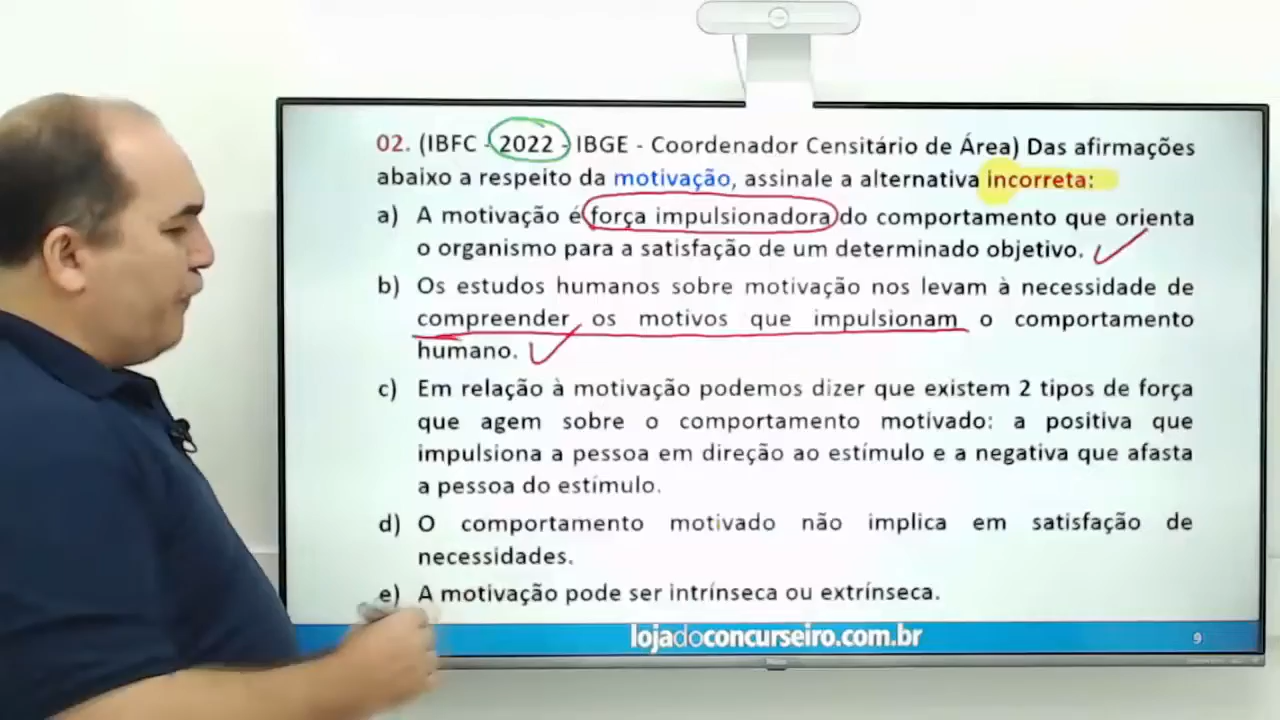 02. (IBFC - 2022 - IBGE - Coordenador Censitário de Área) Das afirmações
abaixo a respeito da motivação, assinale a alternativa incorreta:
a) A motivação é força impulsionadora do comportamento que orienta
o organismo para a satisfação de um determinado objetivo.
b) Os estudos humanos sobre motivação nos levam à necessidade de
compreender os motivos que impulsionam o comportamento
humano.
c) Em relação à motivação podemos dizer que existem 2 tipos de força
que agem sobre o comportamento motivado: a positiva que
impulsiona a pessoa em direção ao estímulo e a negativa que afasta
a pessoa do estímulo.
d) O comportamento motivado não implica em satisfação de
necessidades.
e) A motivação pode ser intrínseca ou extrínseca.
lojadoconcurseiro.com.br
9